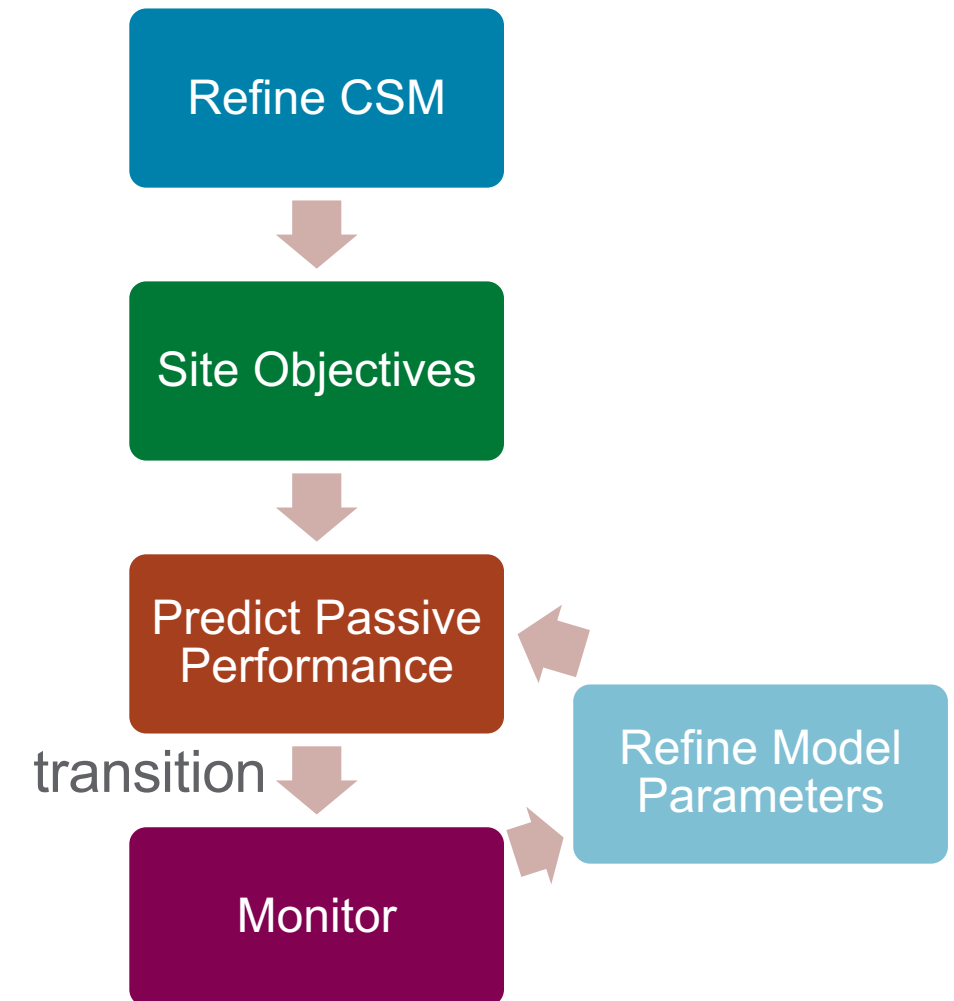 Refine CSM
Site Objectives
Predict Passive
Performance
transition
Refine Model
Parameters
Monitor